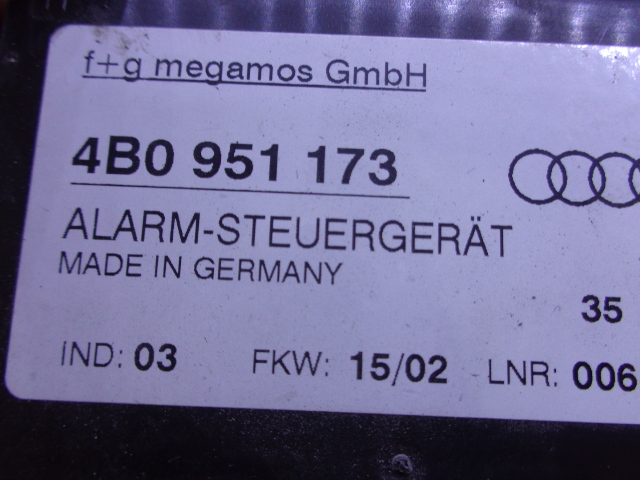 f+g megamos GmbH
4B0 951 173
ALARM-STEUERGERÄT
MADE IN GERMANY
35
IND: 03 FKW: 15/02 LNR: 006